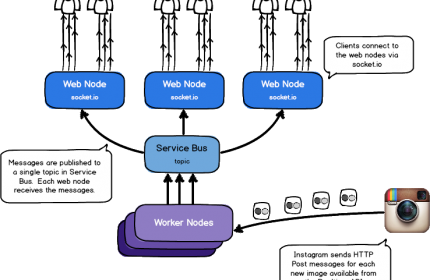 Clients connect to
the web nodes via
socket.io
Web Node
socket.io
Web Node
socket.io
Web Node
socket.io
Service Bus
topic
Messages are published to
a single topic in Service
Bus. Each web node
receives the messages.
Worker Nodes
Instagram sends HTTP
Post messages for each
new image available from